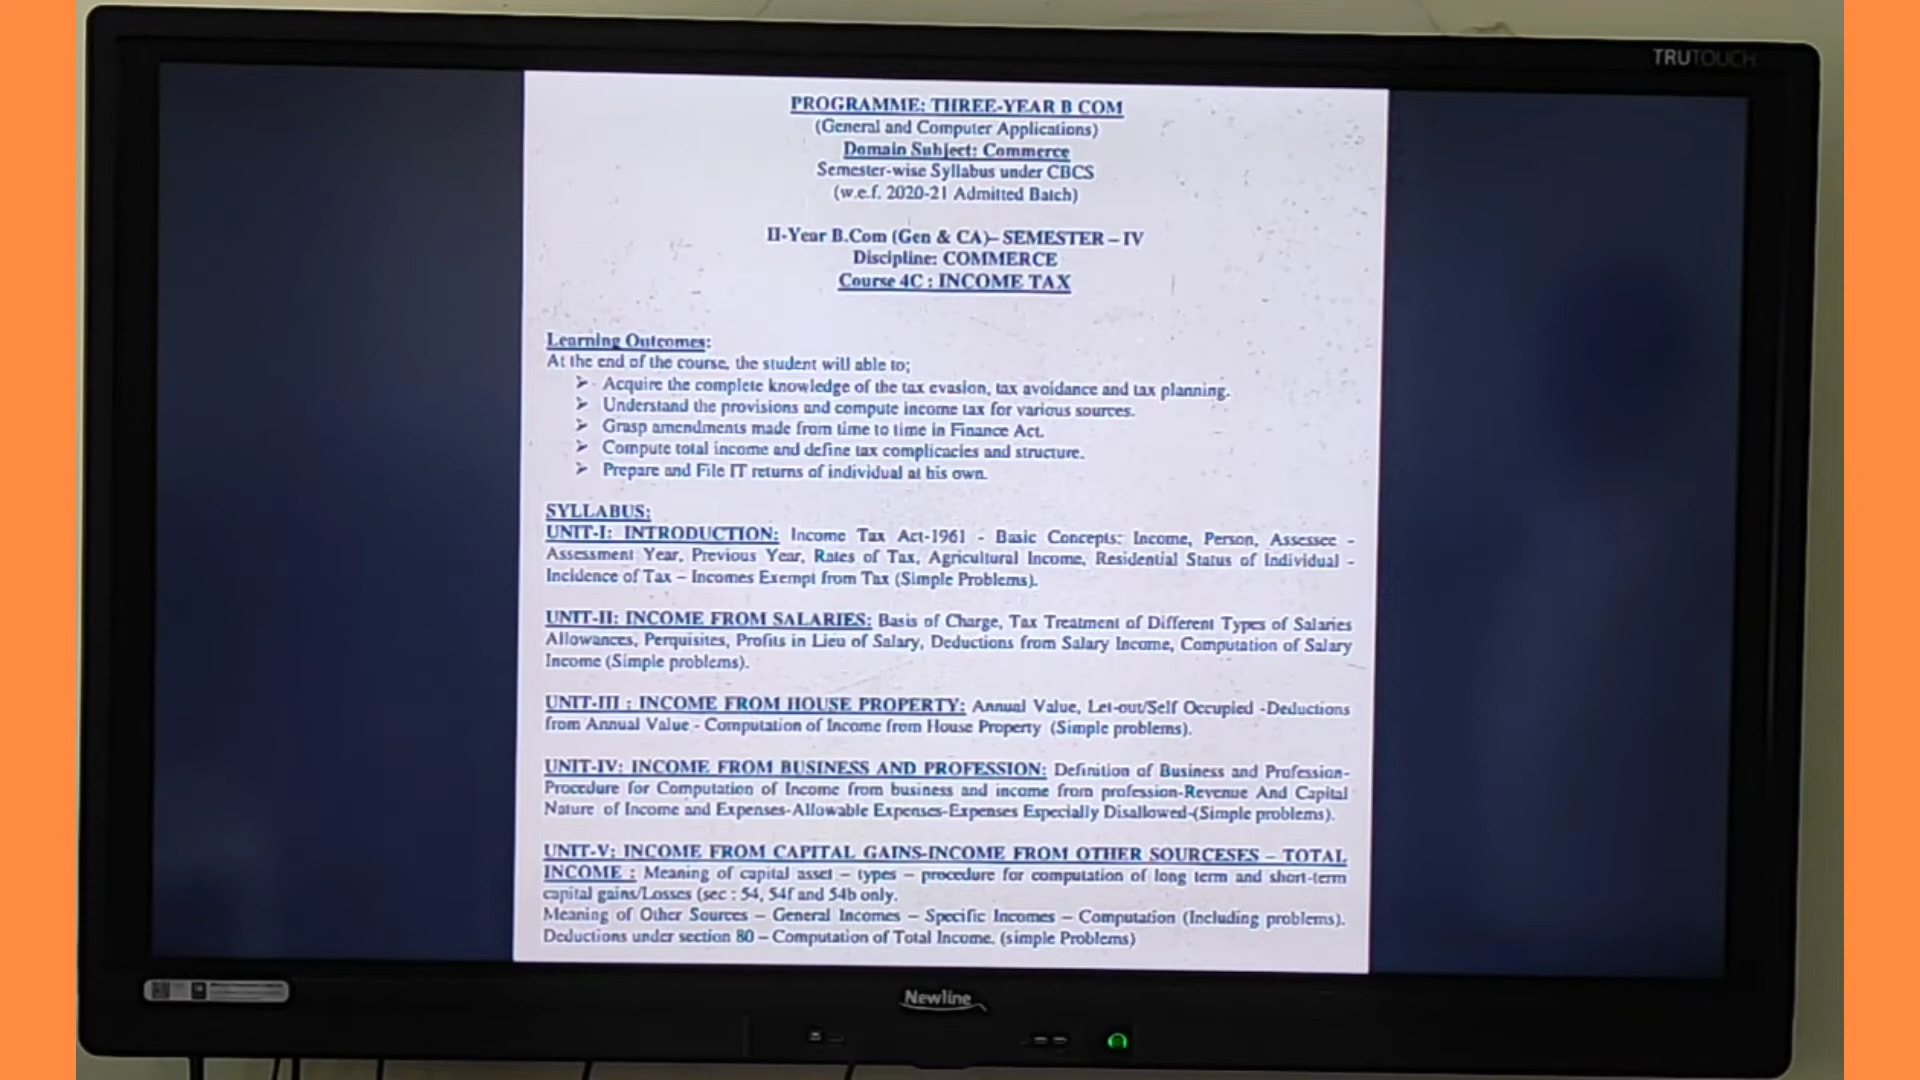 TRUTOUCH
PROGRAMME: THREE-YEAR B COM
(General and Computer Applications)
Domain Subject: Commerce
Semester-wise Syllabus under CBCS
(w.e.f. 2020-21 Admitted Batch)
II-Year B.Com (Gen & CA)– SEMESTER – IV
Discipline: COMMERCE
Course 4C : INCOME TAX
Learning Outcomes:
At the end of the course, the student will able to;
➢ Acquire the complete knowledge of the tax evasion, tax avoidance and tax planning.
➢ Understand the provisions and compute income tax for various sources.
➢ Grasp amendments made from time to time in Finance Act.
➢ Compute total income and define tax complicacies and structure.
➢ Prepare and File IT returns of individual at his own.
SYLLABUS:
UNIT-I: INTRODUCTION: Income Tax Act-1961 - Basic Concepts: Income, Person, Assessee -
Assessment Year, Previous Year, Rates of Tax, Agricultural Income, Residential Status of Individual -
Incidence of Tax – Incomes Exempt from Tax (Simple Problems).
UNIT-II: INCOME FROM SALARIES: Basis of Charge, Tax Treatment of Different Types of Salaries
Allowances, Perquisites, Profits in Lieu of Salary, Deductions from Salary Income, Computation of Salary
Income (Simple problems).
UNIT-III : INCOME FROM HOUSE PROPERTY: Annual Value, Let-out/Self Occupied -Deductions
from Annual Value - Computation of Income from House Property (Simple problems).
UNIT-IV: INCOME FROM BUSINESS AND PROFESSION: Definition of Business and Profession-
Procedure for Computation of Income from business and income from profession-Revenue And Capital
Nature of Income and Expenses-Allowable Expenses-Expenses Especially Disallowed-(Simple problems).
UNIT-V: INCOME FROM CAPITAL GAINS-INCOME FROM OTHER SOURCESES – TOTAL
INCOME : Meaning of capital asset – types – procedure for computation of long term and short-term
capital gains/Losses (sec : 54, 54f and 54b only.
Meaning of Other Sources – General Incomes – Specific Incomes – Computation (Including problems).
Deductions under section 80 – Computation of Total Income. (simple Problems)
Newline